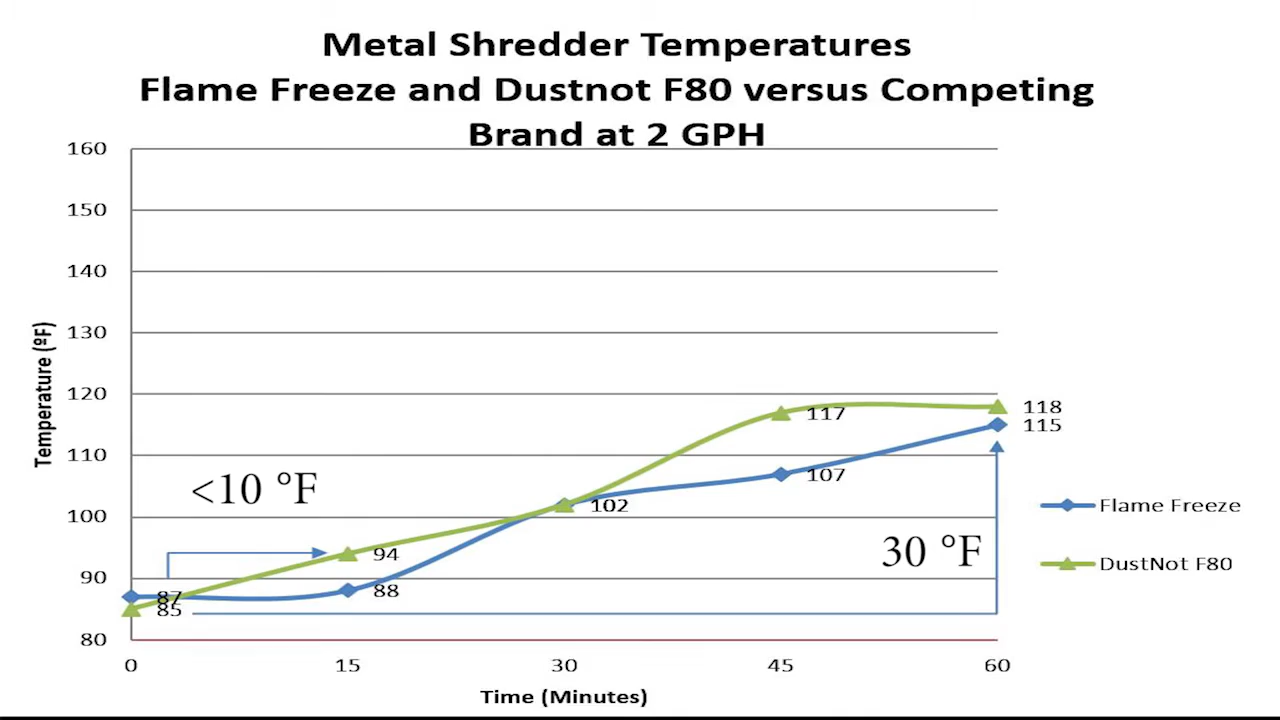 Metal Shredder Temperatures
Flame Freeze and Dustnot F80 versus Competing
Brand at 2 GPH
160
150
140
130
120
110
100
90
80
Temperature (ºF)
<10 °F
30 °F
87
85
94
88
102
117
107
118
115
Flame Freeze
DustNot F80
0 15 30 45 60
Time (Minutes)